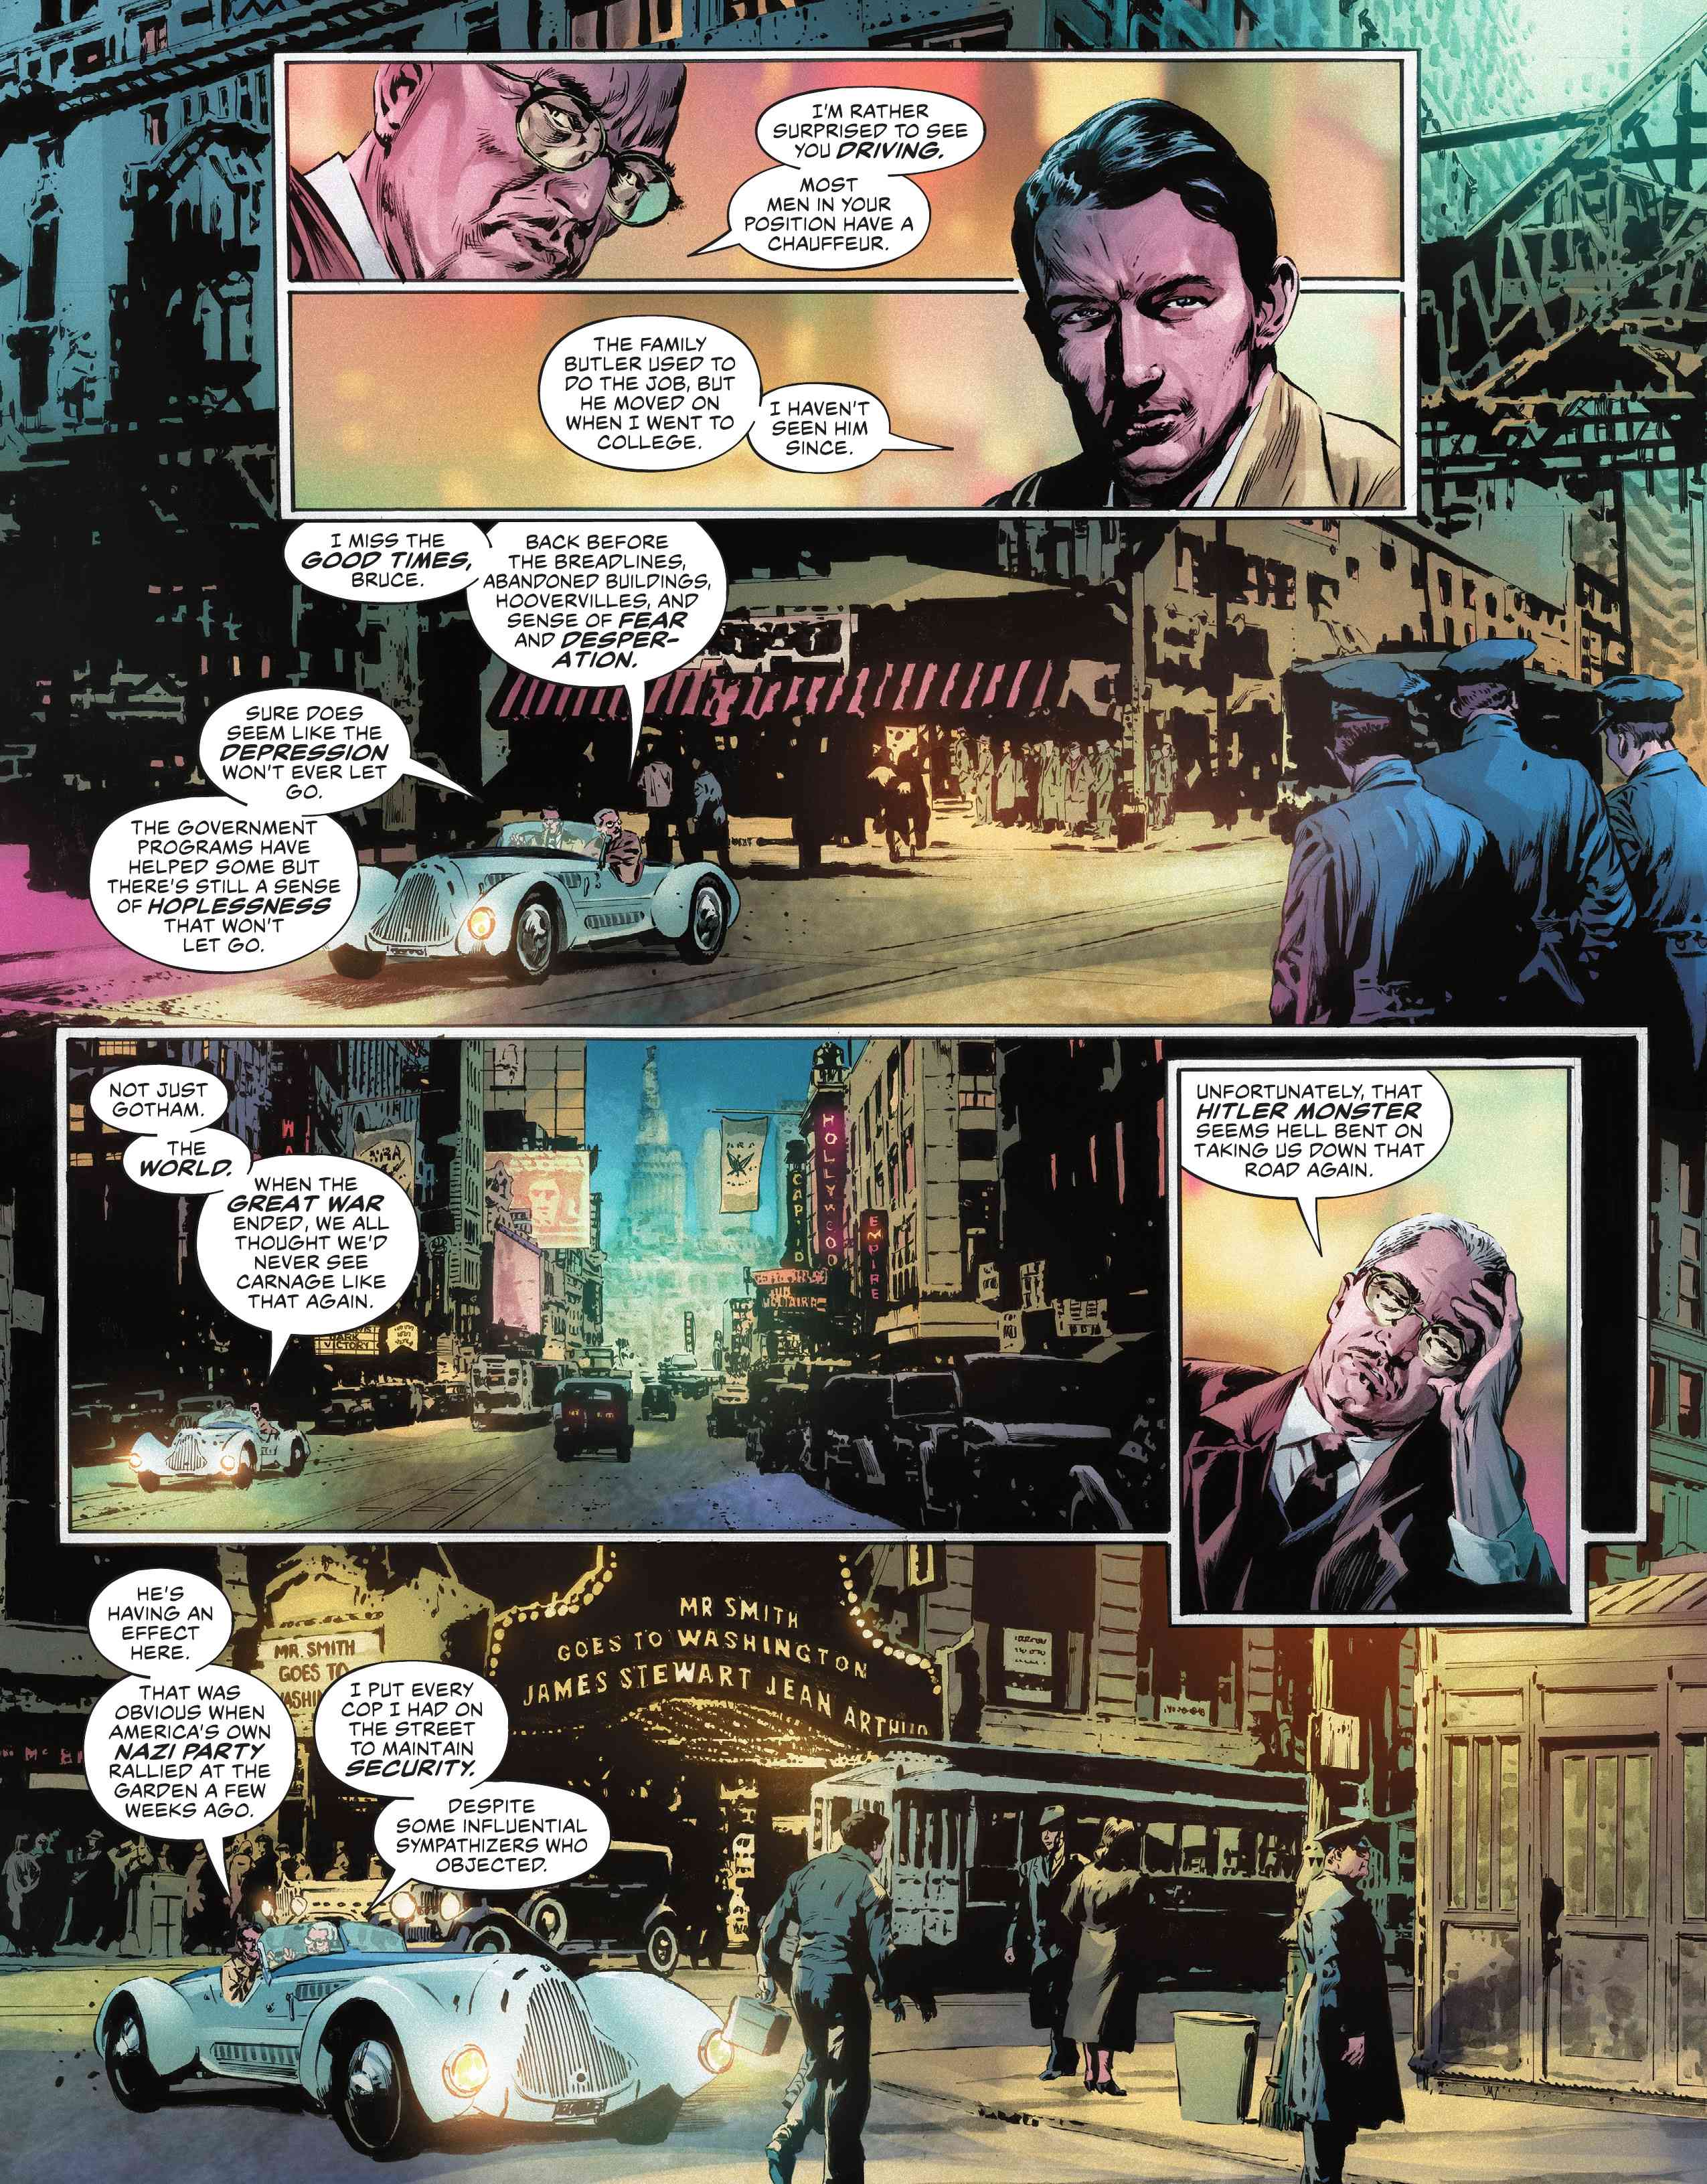 I'M RATHER
SURPRISED TO SEE
YOU DRIVING.
MOST
MEN IN YOUR
POSITION HAVE A
CHAUFFEUR.
THE FAMILY
BUTLER USED TO
DO THE JOB, BUT
HE MOVED ON
WHEN I WENT TO
COLLEGE.
I HAVEN'T
SEEN HIM
SINCE.
I MISS THE
GOOD TIMES,
BRUCE.
BACK BEFORE
THE BREADLINES,
ABANDONED BUILDINGS,
HOOVERVILLES, AND
SENSE OF FEAR
AND DESPER-
ATION.
SURE DOES
SEEM LIKE THE
DEPRESSION
WON'T EVER LET
GO.
THE GOVERNMENT
PROGRAMS HAVE
HELPED SOME BUT
THERE'S STILL A SENSE
OF HOPLESSNESS
THAT WON'T
LET GO.
NOT JUST
GOTHAM.
THE
WORLD.
WHEN THE
GREAT WAR
ENDED, WE ALL
THOUGHT WE'D
NEVER SEE
CARNAGE LIKE
THAT AGAIN.
NRA
NRA
CAPITOL
HOLLYWOOD
EMPIRE
DARK
VICTORY
UNFORTUNATELY, THAT
HITLER MONSTER
SEEMS HELL BENT ON
TAKING US DOWN THAT
ROAD AGAIN.
HE'S
HAVING AN
EFFECT
HERE.
THAT WAS
OBVIOUS WHEN
AMERICA'S OWN
NAZI PARTY
RALLIED AT THE
GARDEN A FEW
WEEKS AGO.
I PUT EVERY
COP I HAD ON
THE STREET
TO MAINTAIN
SECURITY.
DESPITE
SOME INFLUENTIAL
SYMPATHIZERS WHO
OBJECTED.
MR. SMITH
GOES TO
MR SMITH
GOES TO WASHINGTON
JAMES STEWART JEAN ARTHUR